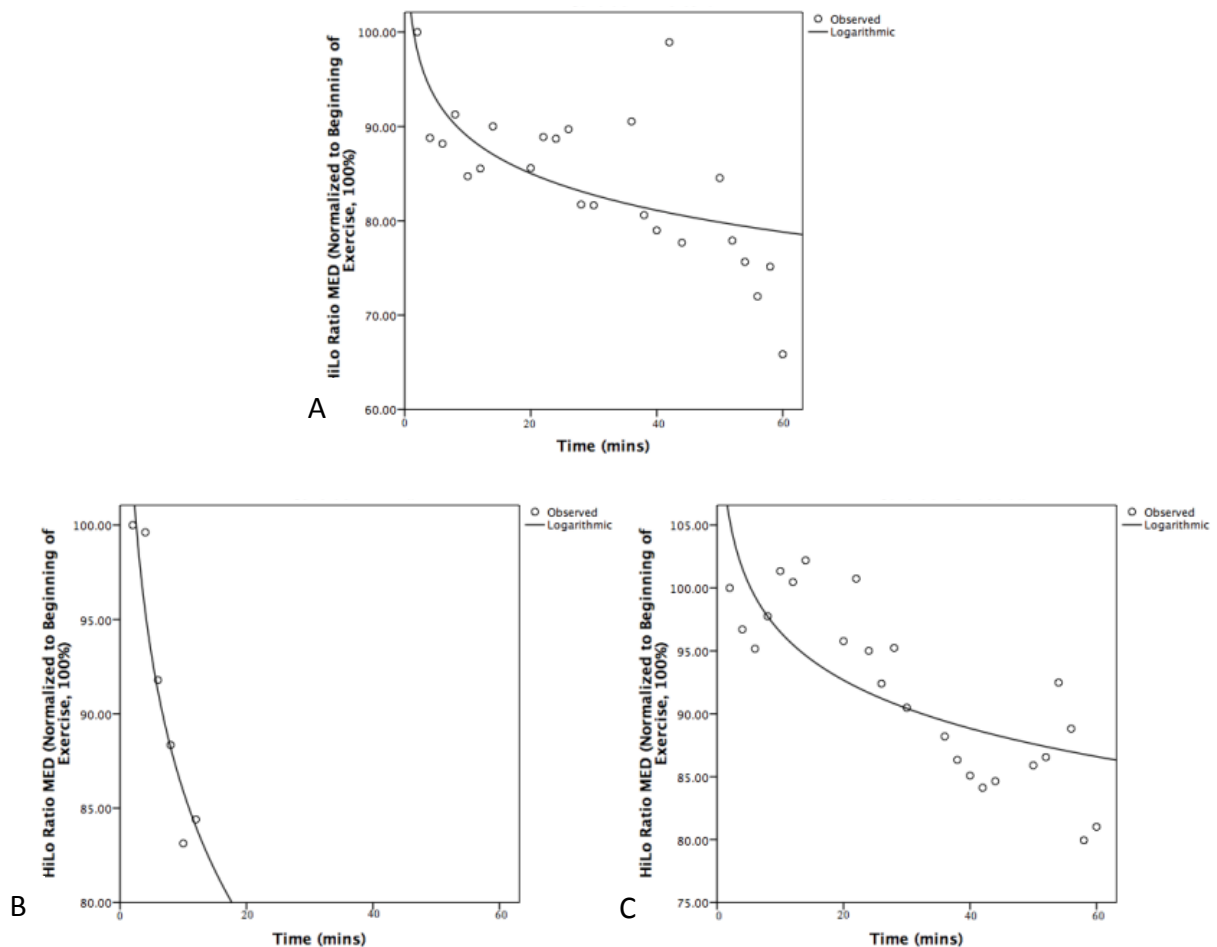 HiLo Ratio MED (Normalized to Beginning of
Exercise, 100%)
100.00
90.00
80.00
70.00
60.00
0
20
40
60
Time (mins)
Observed
Logarithmic
A
HiLo Ratio MED (Normalized to Beginning of
Exercise, 100%)
100.00
95.00
90.00
85.00
80.00
0
20
40
60
Time (mins)
Observed
Logarithmic
B
HiLo Ratio MED (Normalized to Beginning of
Exercise, 100%)
105.00
100.00
95.00
90.00
85.00
80.00
75.00
0
20
40
60
Time (mins)
Observed
Logarithmic
C